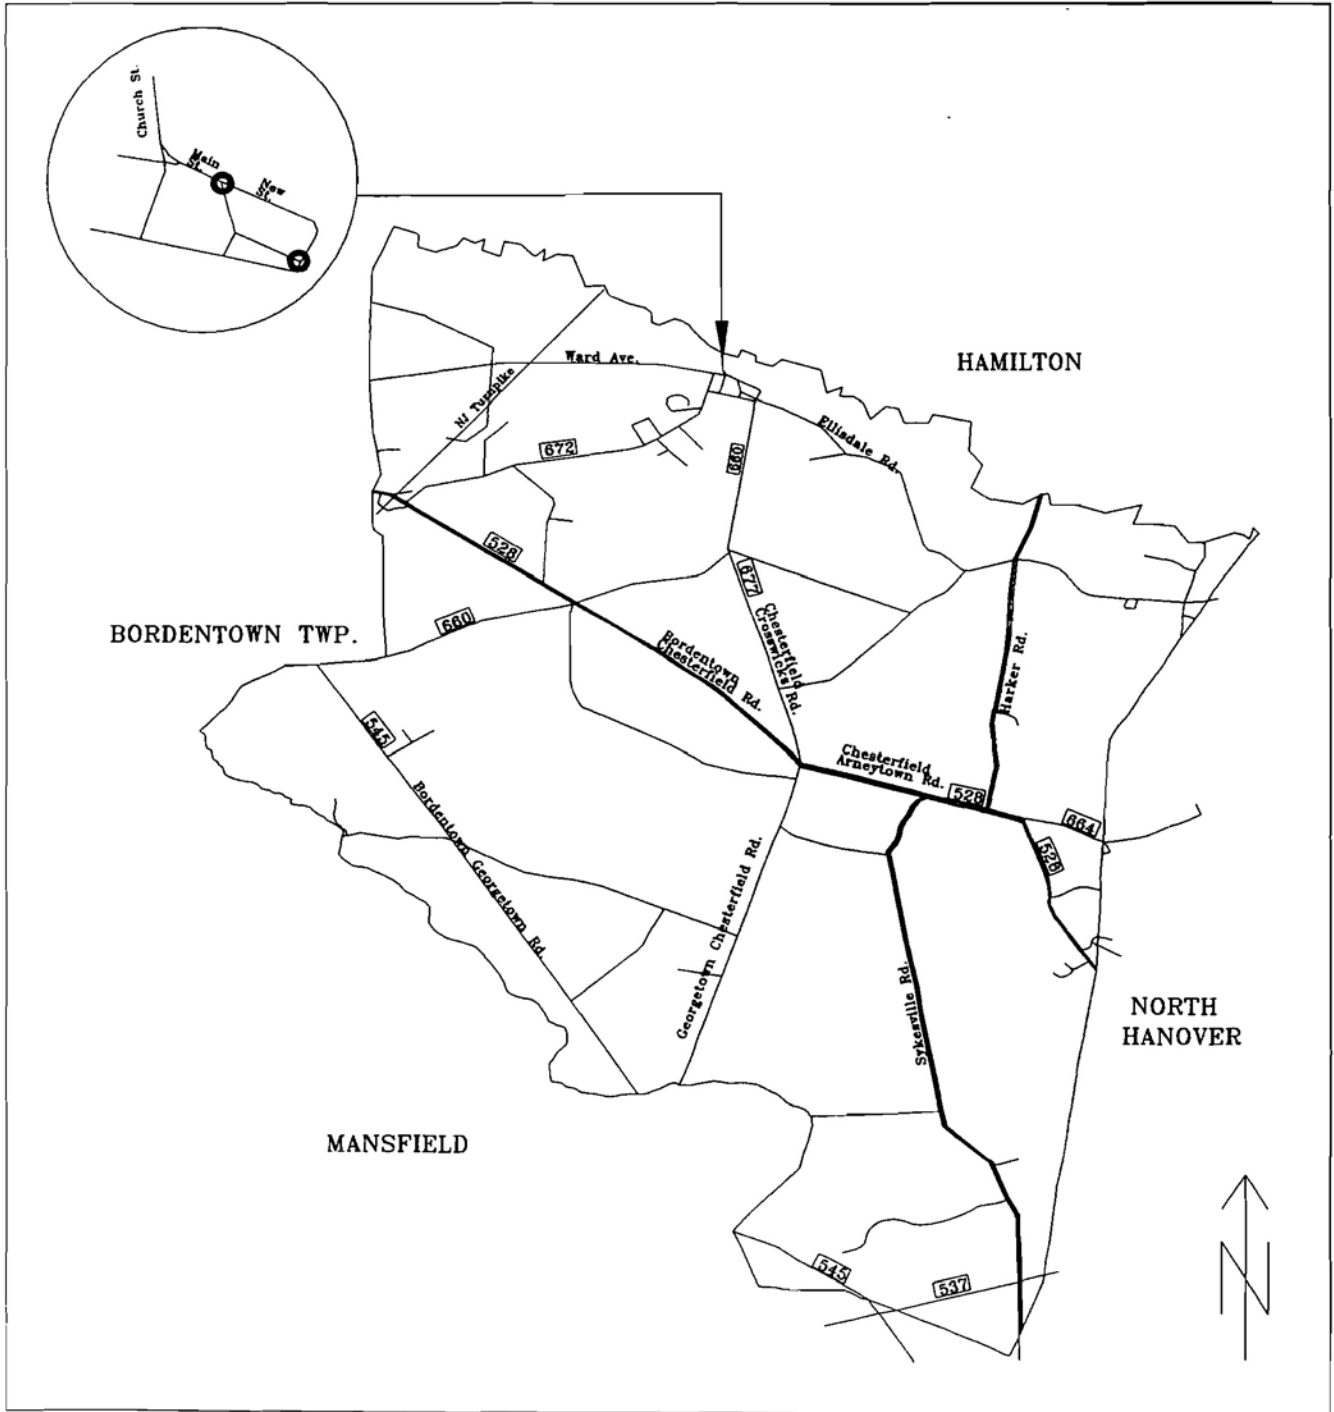 Church St.
Main
St.
New
St.
HAMILTON
Ward Ave.
NJ Turnpike
Ellisdale Rd.
672
660
528
677
Chesterfield
Crosswicks Rd.
660
BORDENTOWN TWP.
Bordentown
Chesterfield Rd.
Harker Rd.
545
Chesterfield
Arneytown Rd.
528
664
528
Bordentown Georgetown Rd.
Georgetown Chesterfield Rd.
Sykesville Rd.
NORTH
HANOVER
MANSFIELD
545
537
N